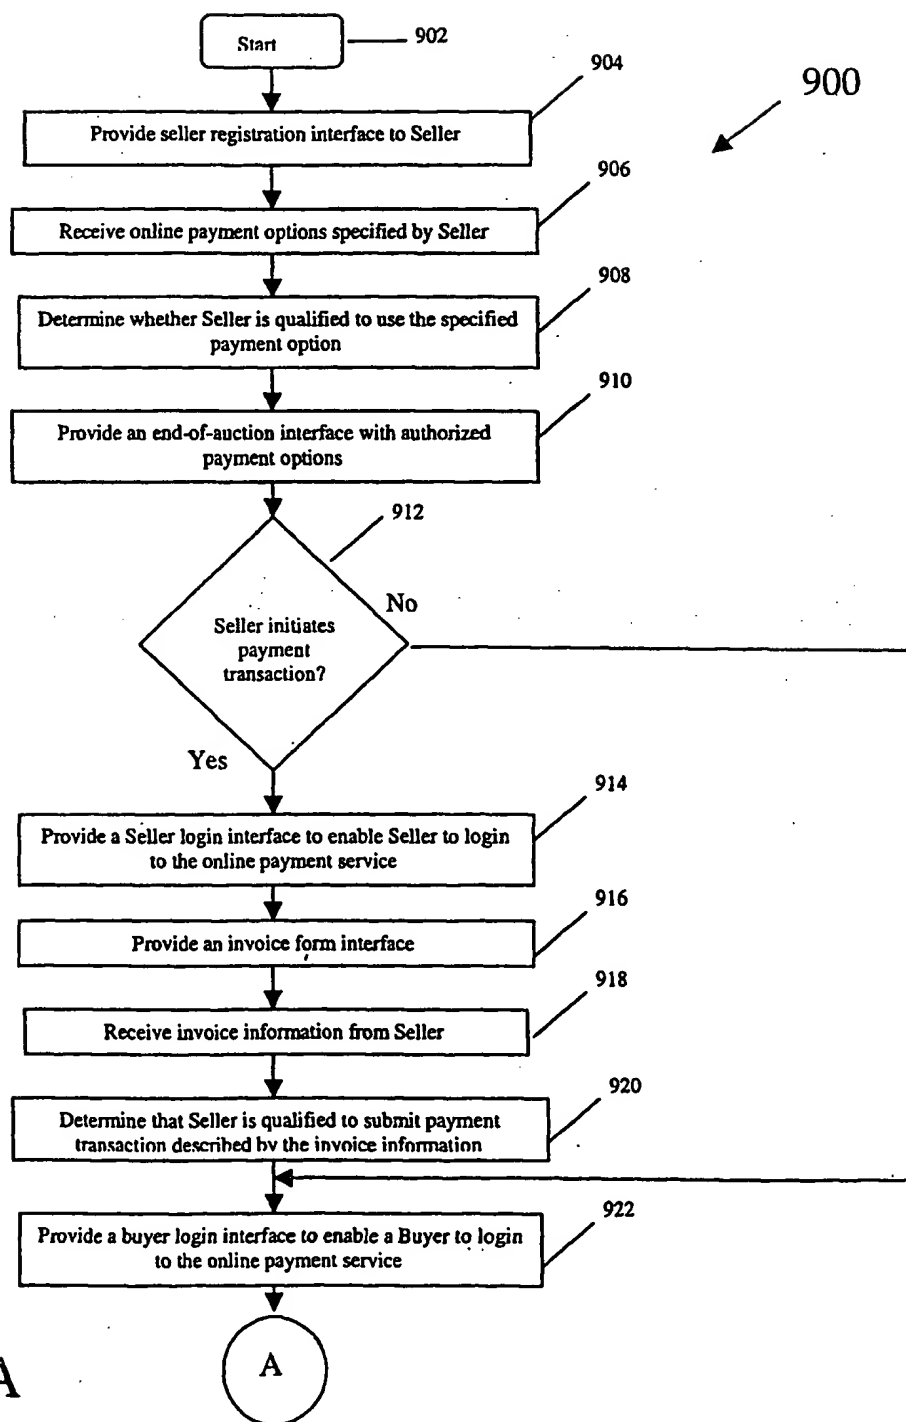 Start
902
904
900
Provide seller registration interface to Seller
906
Receive online payment options specified by Seller
908
Determine whether Seller is qualified to use the specified
payment option
910
Provide an end-of-auction interface with authorized
payment options
912
No
Seller initiates
payment
transaction?
Yes
914
Provide a Seller login interface to enable Seller to login
to the online payment service
916
Provide an invoice form interface
918
Receive invoice information from Seller
920
Determine that Seller is qualified to submit payment
transaction described by the invoice information
922
Provide a buyer login interface to enable a Buyer to login
to the online payment service
A
A